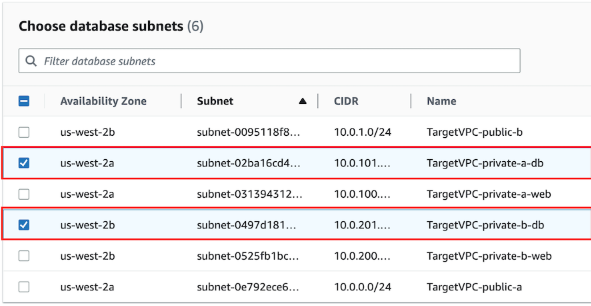 Choose database subnets (6)
Filter database subnets
Availability Zone Subnet CIDR Name
us-west-2b subnet-0095118f8... 10.0.1.0/24 TargetVPC-public-b
us-west-2a subnet-02ba16cd4... 10.0.101.... TargetVPC-private-a-db
us-west-2a subnet-031394312... 10.0.100.... TargetVPC-private-a-web
us-west-2b subnet-0497d181... 10.0.201.... TargetVPC-private-b-db
us-west-2b subnet-0525fb1bc... 10.0.200.... TargetVPC-private-b-web
us-west-2a subnet-0e792ece6... 10.0.0.0/24 TargetVPC-public-a